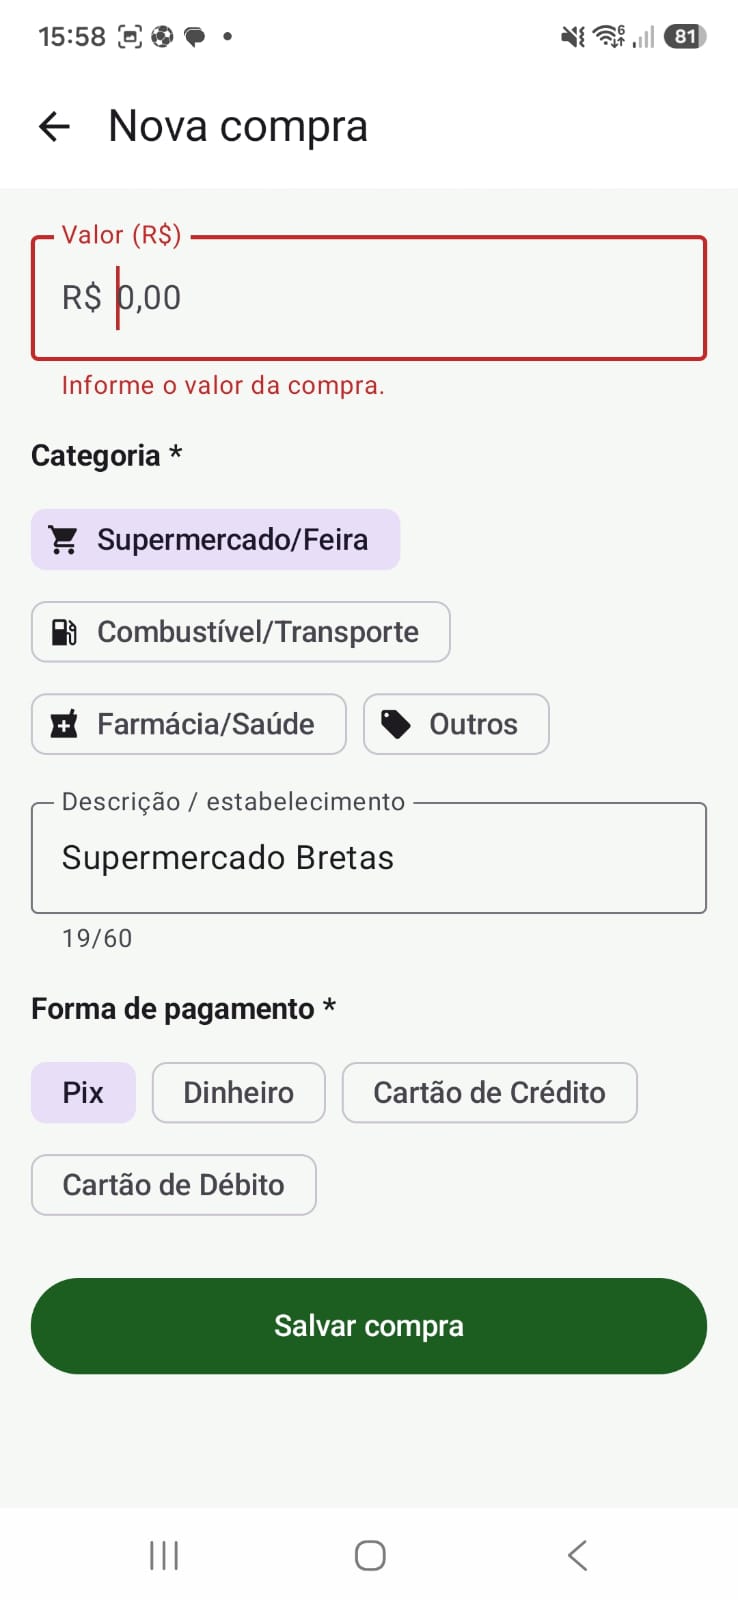 15:58
6
81
Nova compra
Valor (R$)
R$ 0,00
Informe o valor da compra.
Categoria *
Supermercado/Feira
Combustível/Transporte
Farmácia/Saúde Outros
Descrição / estabelecimento
Supermercado Bretas
19/60
Forma de pagamento *
Pix Dinheiro Cartão de Crédito
Cartão de Débito
Salvar compra